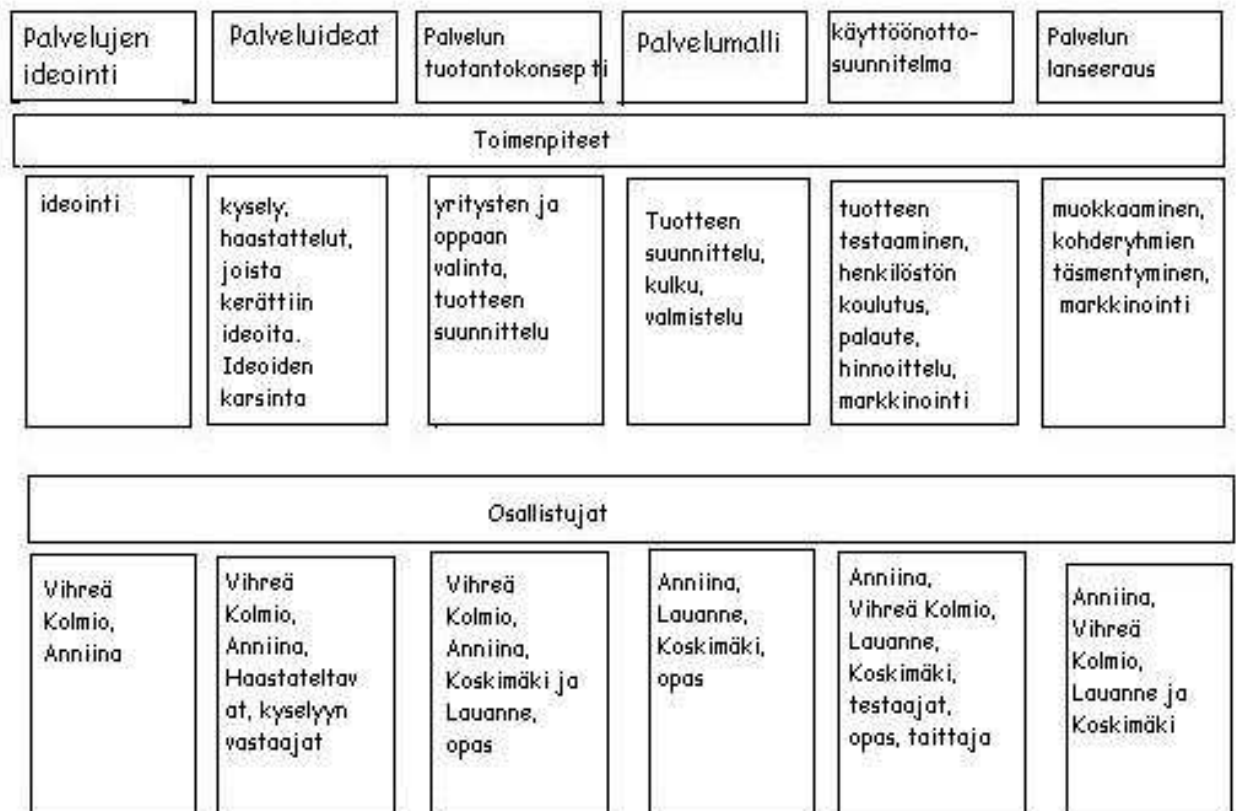 Palvelujen
ideointi
Palveluideat
Palvelun
tuotantokonsep ti
Palvelumalli
käyttöönotto-
suunnitelma
Palvelun
lanseeraus
Toimenpiteet
ideointi
kysely,
haastattelut,
joista
kerättiin
ideoita.
Ideoiden
karsinta
yritysten ja
oppaan
valinta,
tuotteen
suunnittelu
Tuotteen
suunnittelu,
kulku,
valmistelu
tuotteen
testaaminen,
henkilöstön
koulutus,
palaute,
hinnoittelu,
markkinointi
muokkaaminen,
kohderyhmien
täsmentyminen,
markkinointi
Osallistujat
Vihreä
Kolmio,
Anniina
Vihreä
Kolmio,
Anniina,
Haastateltav
at, kyselyyn
vastaajat
Vihreä
Kolmio,
Anniina,
Koskimäki ja
Lauanne,
opas
Anniina,
Lauanne,
Koskimäki,
opas
Anniina,
Vihreä Kolmio,
Lauanne,
Koskimäki,
testaajat,
opas, taittaja
Anniina,
Vihreä
Kolmio,
Lauanne ja
Koskimäki